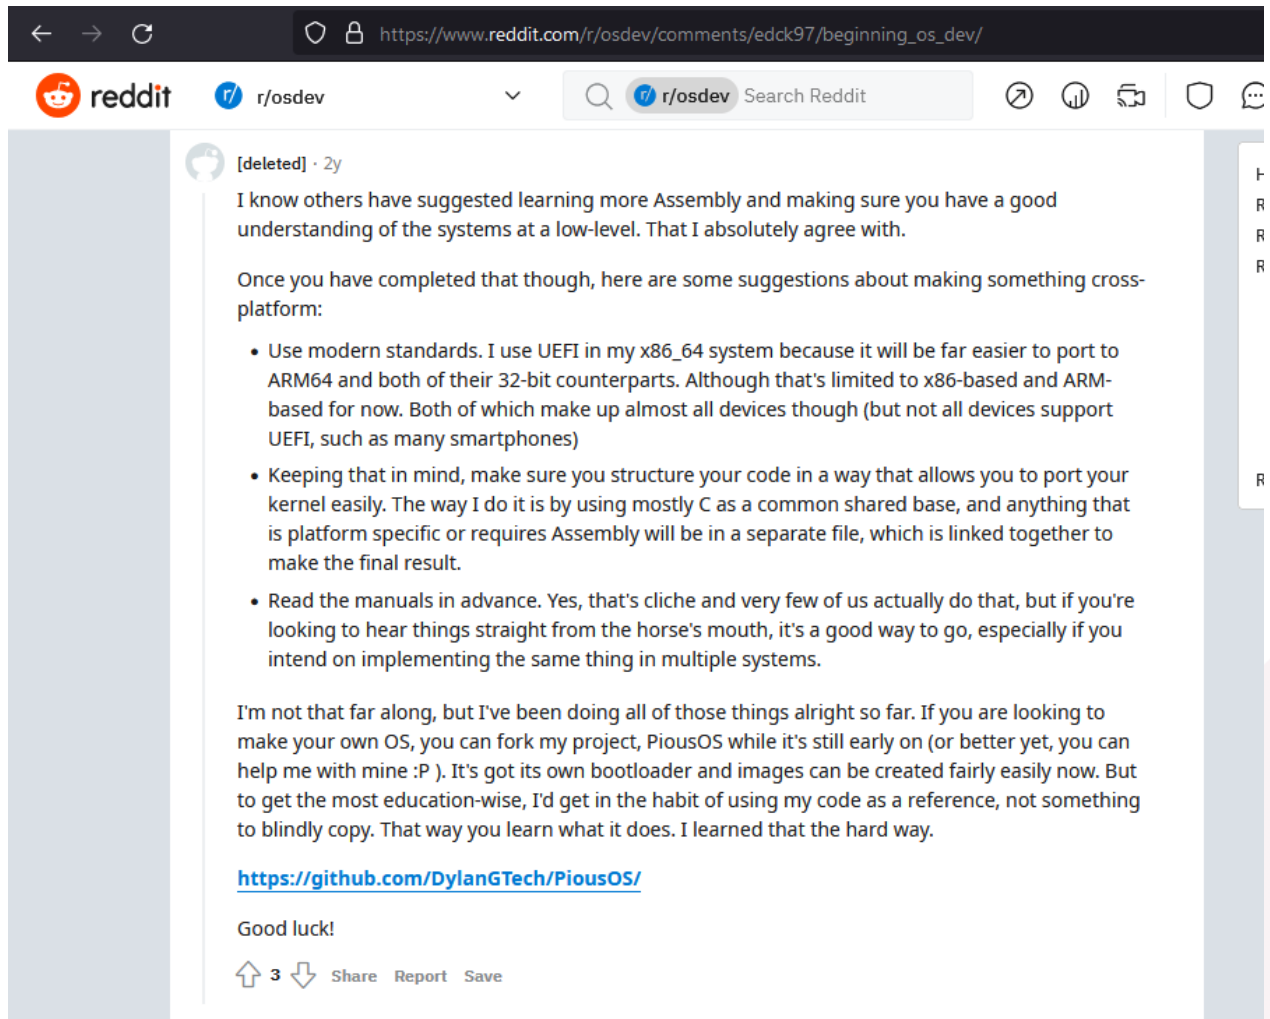 https://www.reddit.com/r/osdev/comments/edck97/beginning_os_dev/
reddit r/ r/osdev r/ r/osdev Search Reddit
[deleted] · 2y
I know others have suggested learning more Assembly and making sure you have a good
understanding of the systems at a low-level. That I absolutely agree with.
Once you have completed that though, here are some suggestions about making something cross-
platform:
• Use modern standards. I use UEFI in my x86_64 system because it will be far easier to port to
ARM64 and both of their 32-bit counterparts. Although that's limited to x86-based and ARM-
based for now. Both of which make up almost all devices though (but not all devices support
UEFI, such as many smartphones)
• Keeping that in mind, make sure you structure your code in a way that allows you to port your
kernel easily. The way I do it is by using mostly C as a common shared base, and anything that
is platform specific or requires Assembly will be in a separate file, which is linked together to
make the final result.
• Read the manuals in advance. Yes, that's cliche and very few of us actually do that, but if you're
looking to hear things straight from the horse's mouth, it's a good way to go, especially if you
intend on implementing the same thing in multiple systems.
I'm not that far along, but I've been doing all of those things alright so far. If you are looking to
make your own OS, you can fork my project, PiousOS while it's still early on (or better yet, you can
help me with mine :P ). It's got its own bootloader and images can be created fairly easily now. But
to get the most education-wise, I'd get in the habit of using my code as a reference, not something
to blindly copy. That way you learn what it does. I learned that the hard way.
https://github.com/DylanGTech/PiousOS/
Good luck!
3 Share Report Save
H
R
R
R
R